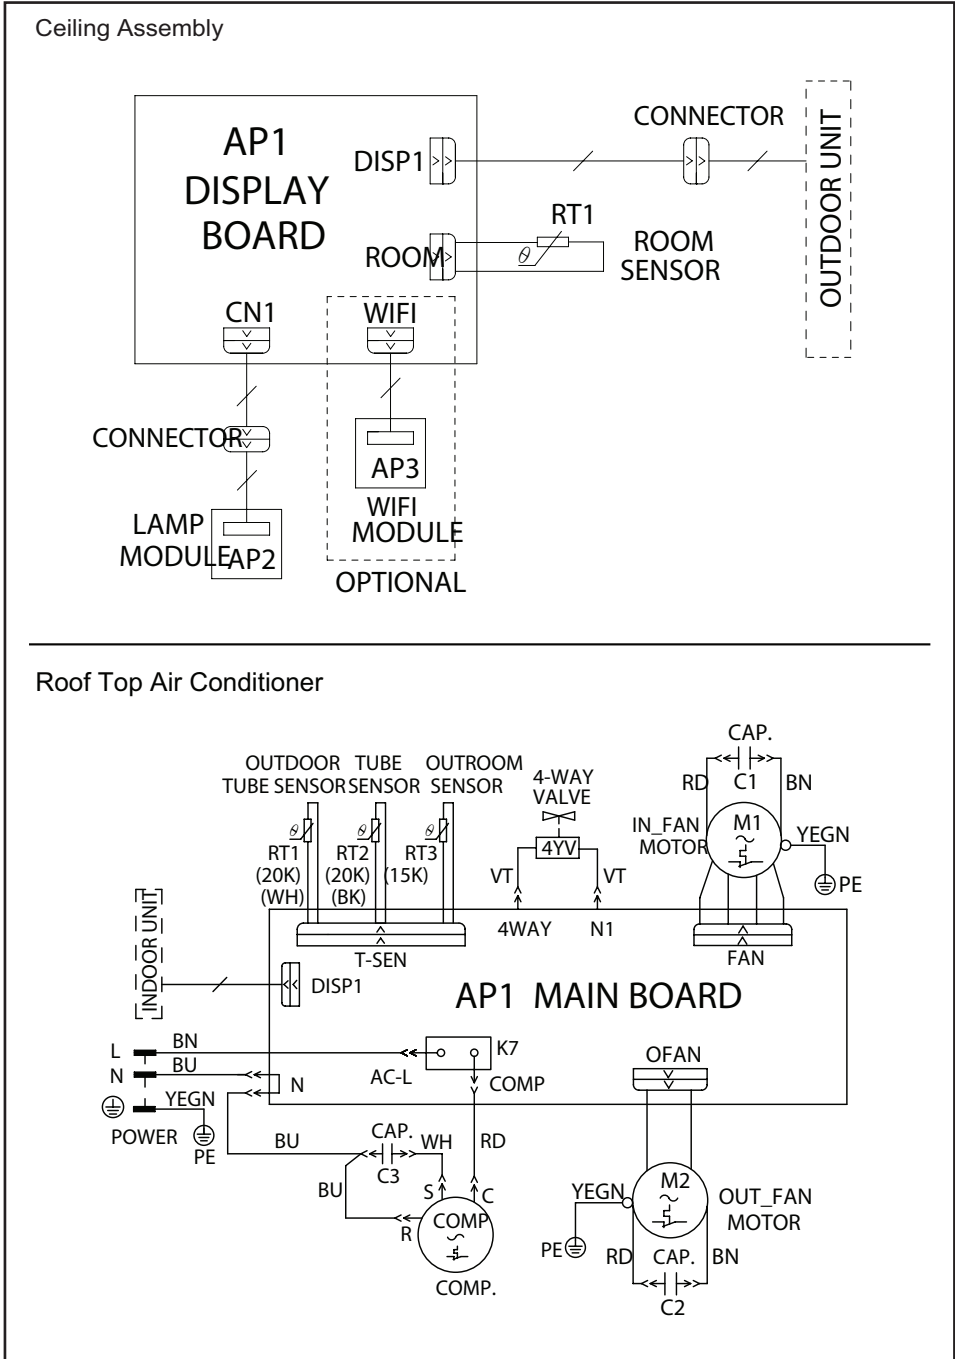 Ceiling Assembly
AP1
DISPLAY
BOARD
DISP1
CONNECTOR
OUTDOOR UNIT
RT1
θ
ROOM
ROOM
SENSOR
CN1
WIFI
CONNECTOR
AP3
WIFI
MODULE
LAMP
MODULE
AP2
OPTIONAL
Roof Top Air Conditioner
OUTDOOR
TUBE SENSOR
TUBE
SENSOR
OUTROOM
SENSOR
4-WAY
VALVE
CAP.
RD
C1
BN
θ
θ
θ
RT1
(20K)
(WH)
RT2
(20K)
(BK)
RT3
(15K)
4YV
VT
VT
IN_FAN
MOTOR
M1
YEGN
PE
4WAY
N1
T-SEN
FAN
INDOOR UNIT
DISP1
AP1 MAIN BOARD
L
BN
K7
N
BU
AC-L
COMP
OFAN
N
YEGN
POWER
PE
BU
CAP.
WH
RD
C3
BU
S
C
R
COMP
COMP.
YEGN
M2
OUT_FAN
MOTOR
PE
RD
CAP.
BN
C2